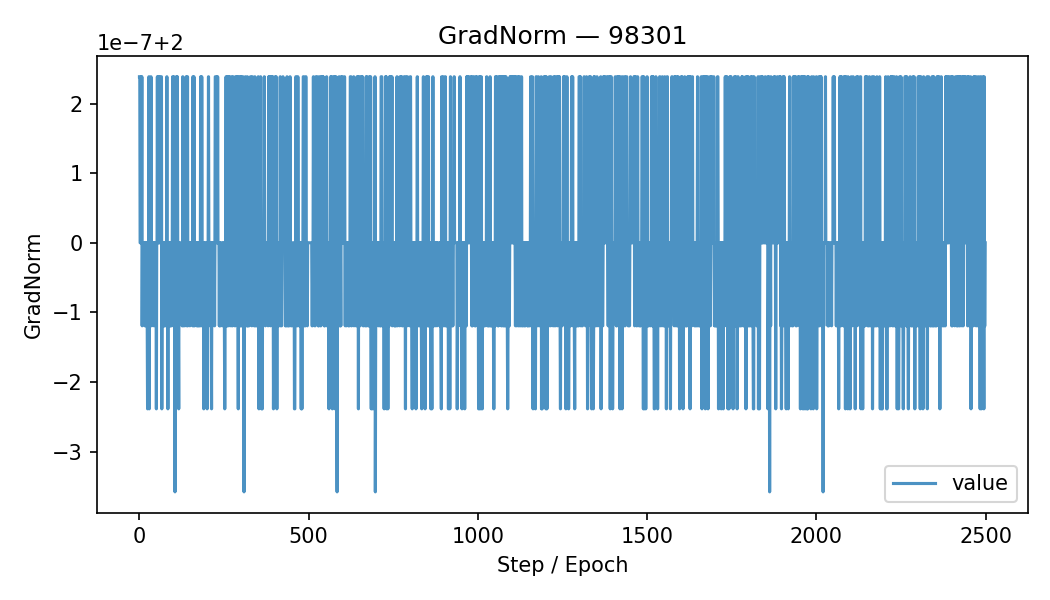 GradNorm — 98301
1e−7+2
GradNorm
2
1
0
−1
−2
−3
0
500
1000
1500
2000
2500
Step / Epoch
value